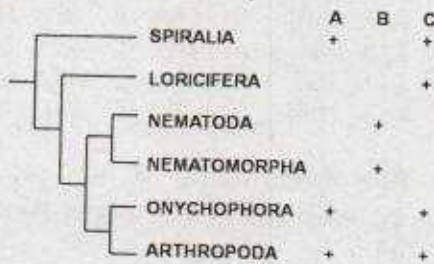 A B C
SPIRALIA + +
LORICIFERA +
NEMATODA +
NEMATOMORPHA +
ONYCHOPHORA + +
ARTHROPODA + +